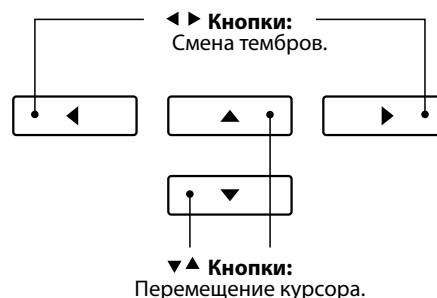 ◀ ▶ Кнопки:
Смена тембров.
▼▲ Кнопки:
Перемещение курсора.